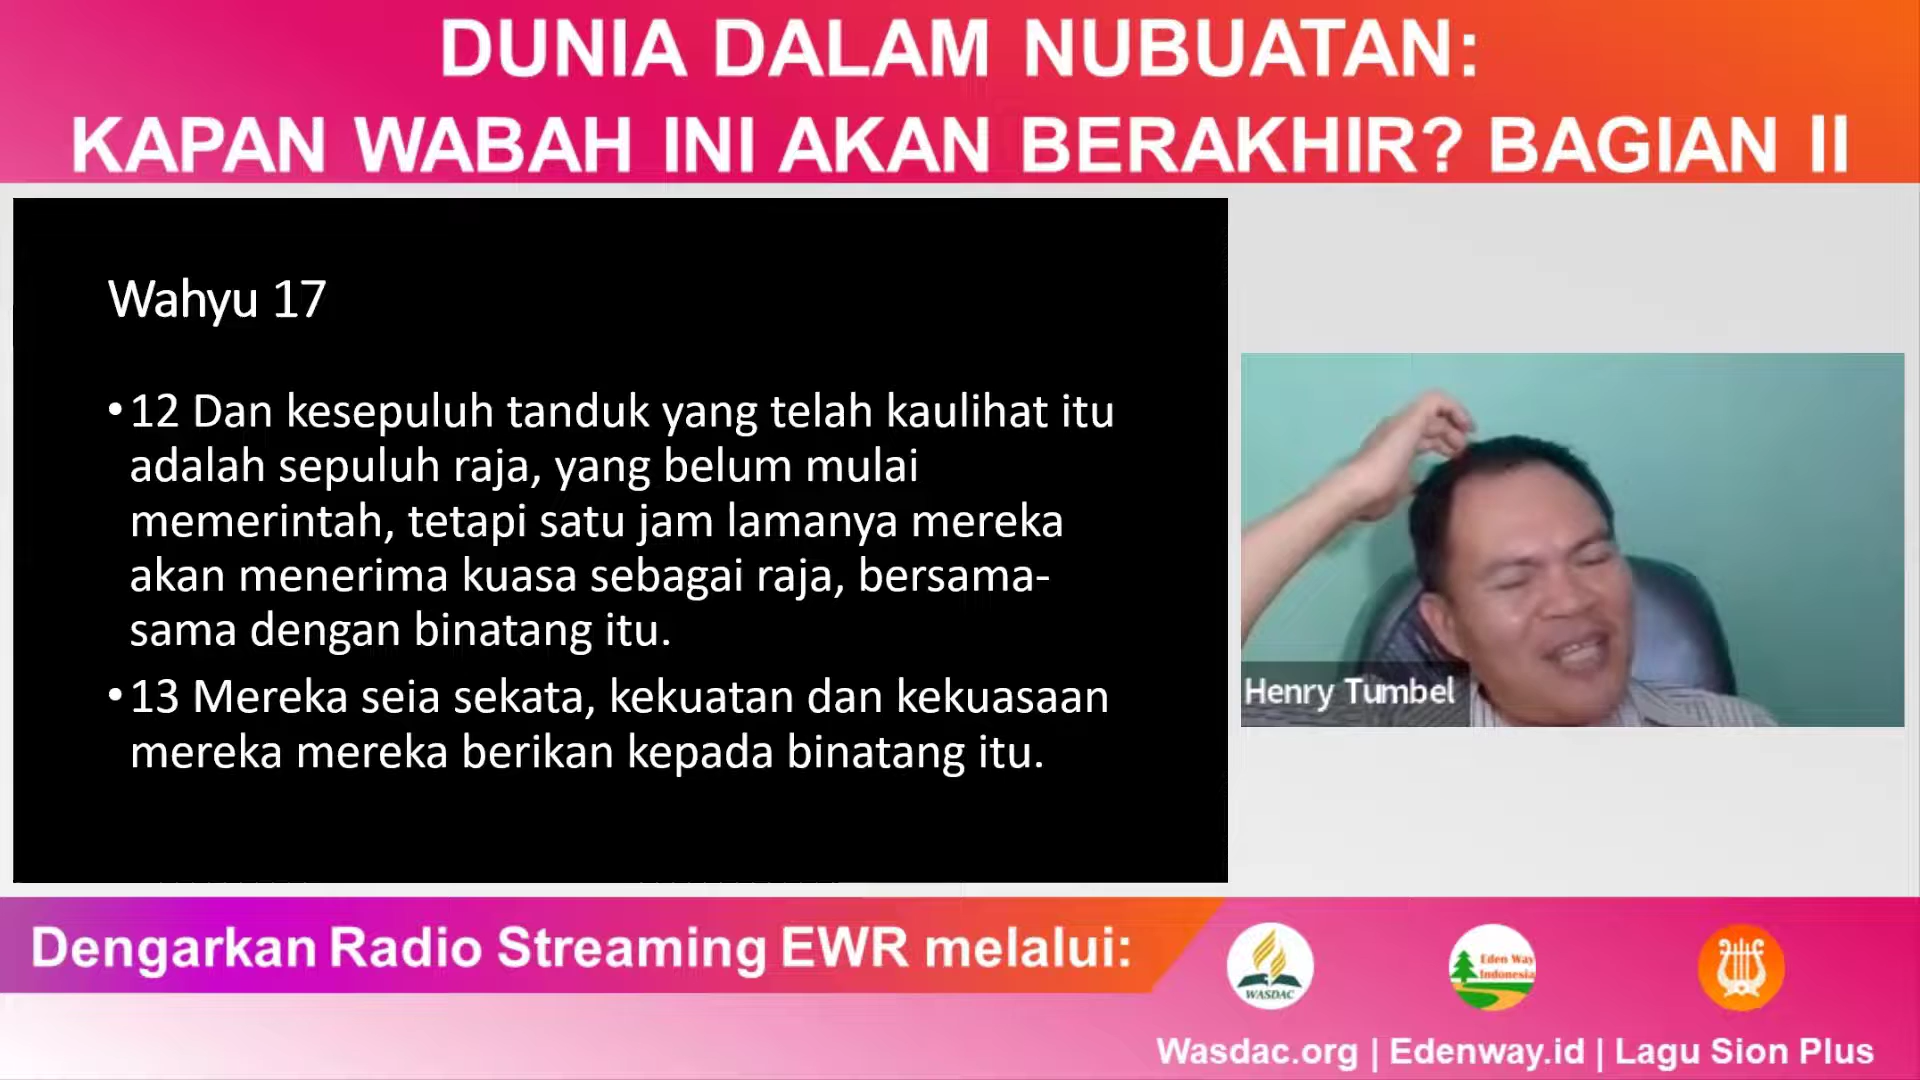 DUNIA DALAM NUBUATAN:
KAPAN WABAH INI AKAN BERAKHIR? BAGIAN II
Wahyu 17
•12 Dan kesepuluh tanduk yang telah kaulihat itu
adalah sepuluh raja, yang belum mulai
memerintah, tetapi satu jam lamanya mereka
akan menerima kuasa sebagai raja, bersama-
sama dengan binatang itu.
•13 Mereka seia sekata, kekuatan dan kekuasaan
mereka mereka berikan kepada binatang itu.
Henry Tumbel
Dengarkan Radio Streaming EWR melalui:
WASDAC
Eden Way
Indonesia
Wasdac.org | Edenway.id | Lagu Sion Plus